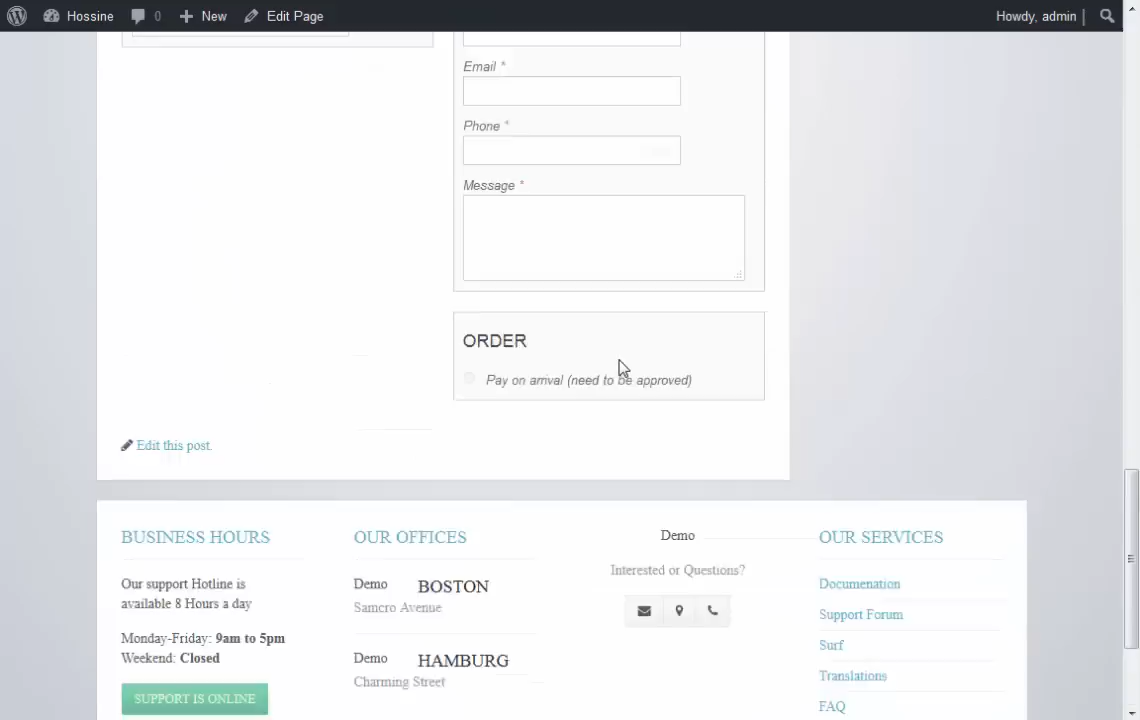 Hossine 0 New Edit Page Howdy, admin
Email *
Phone *
Message *
ORDER
Pay on arrival (need to be approved)
Edit this post.
BUSINESS HOURS
Our support Hotline is
available 8 Hours a day
Monday-Friday: 9am to 5pm
Weekend: Closed
SUPPORT IS ONLINE
OUR OFFICES
Demo BOSTON
Samcro Avenue
Demo HAMBURG
Charming Street
Demo
Interested or Questions?
OUR SERVICES
Documenation
Support Forum
Surf
Translations
FAQ